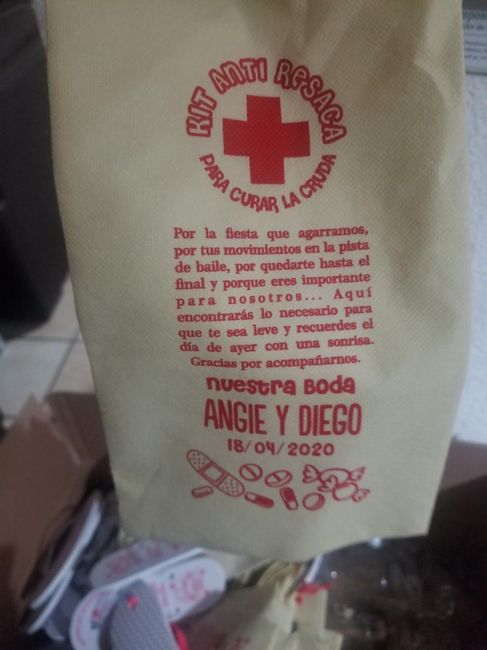 KIT ANTI RESACA
PARA CURAR LA CRUDA
Por la fiesta que agarramos,
por tus movimientos en la pista
de baile, por quedarte hasta el
final y porque eres importante
para nosotros... Aquí
encontrarás lo necesario para
que te sea leve y recuerdes el
día de ayer con una sonrisa.
Gracias por acompañarnos.
nuestra BODA
ANGIE Y DIEGO
18/04/2020